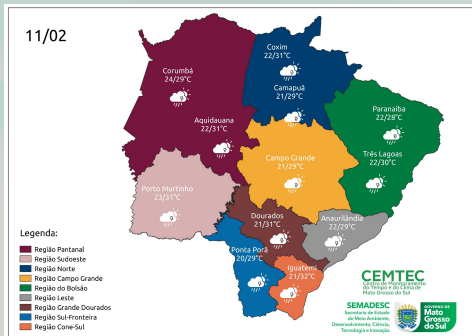 11/02
Coxim
22/31°C
Corumbá
24/29°C
Camapuã
21/29°C
Paranaíba
22/28°C
Aquidauana
22/31°C
Três Lagoas
22/30°C
Campo Grande
21/29°C
Porto Murtinho
23/31°C
Dourados
21/31°C
Anaurilândia
22/29°C
Ponta Porã
20/29°C
Iguatemi
21/32°C
Legenda:
Região Pantanal
Região Sudoeste
Região Norte
Região Campo Grande
Região do Bolsão
Região Leste
Região Grande Dourados
Região Sul-Fronteira
Região Cone-Sul
CEMTEC
Centro de Monitoramento
do Tempo e do Clima de
Mato Grosso do Sul
SEMADESC
Secretaria de Estado
de Meio Ambiente,
Desenvolvimento, Ciência,
Tecnologia e Inovação
GOVERNO DE
Mato
Grosso
do Sul